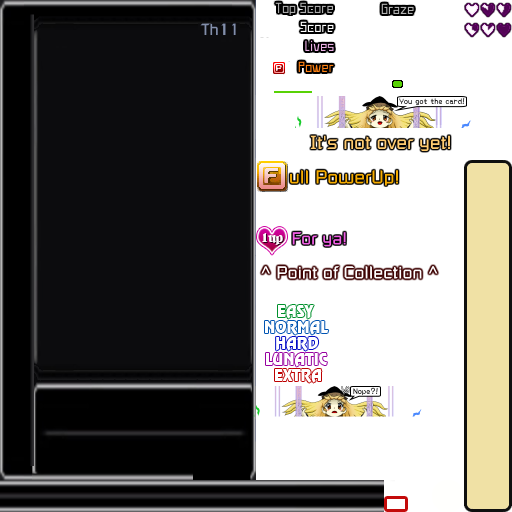 Th11
Top Score
Graze
Score
Lives
F Power
You got the card!
It's not over yet!
Full PowerUp!
1up For ya!
^ Point of Collection ^
EASY
NORMAL
HARD
LUNATIC
EXTRA
Nope?!